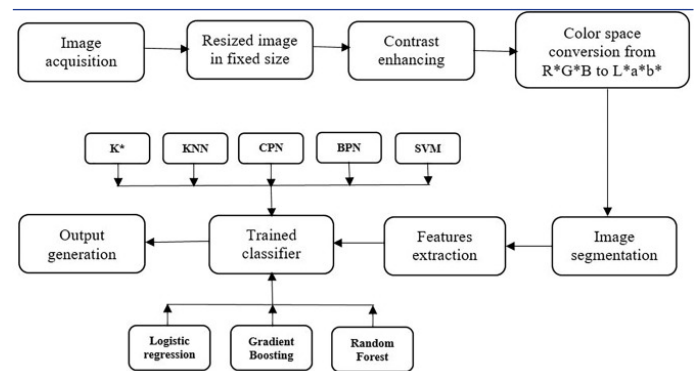 Image
acquisition
Resized image
in fixed size
Contrast
enhancing
Color space
conversion from
R*G*B to L*a*b*
K*
KNN
CPN
BPN
SVM
Output
generation
Trained
classifier
Features
extraction
Image
segmentation
Logistic
regression
Gradient
Boosting
Random
Forest